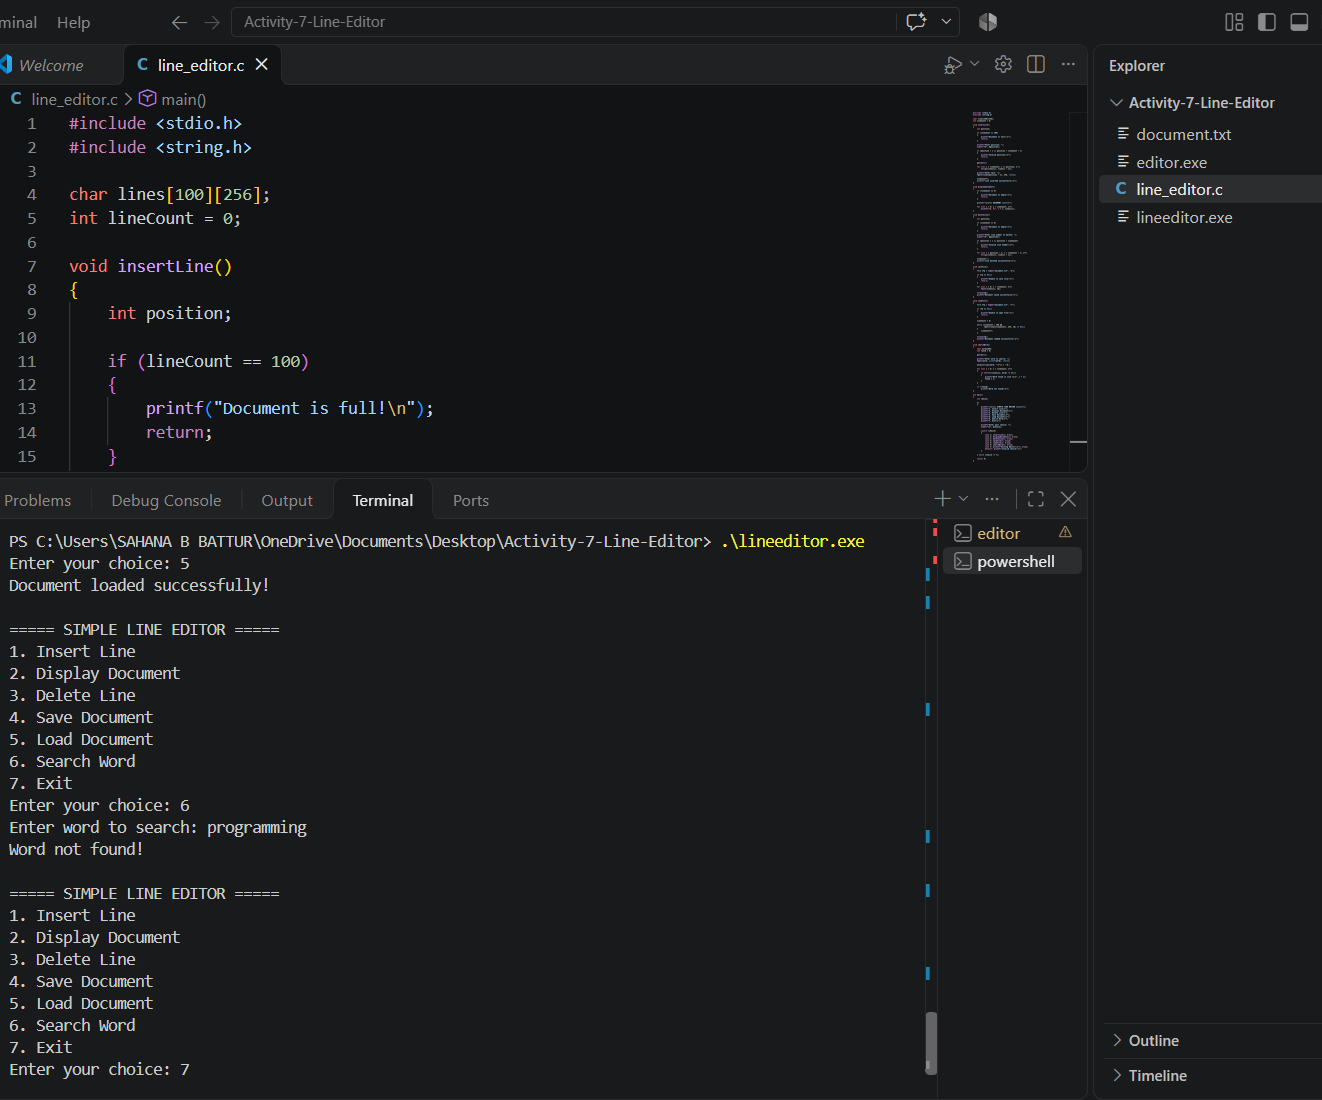 minal Help Activity-7-Line-Editor
Welcome line_editor.c
line_editor.c > main()
1 #include <stdio.h>
2 #include <string.h>
3
4 char lines[100][256];
5 int lineCount = 0;
6
7 void insertLine()
8 {
9 int position;
10
11 if (lineCount == 100)
12 {
13 printf("Document is full!\n");
14 return;
15 }
Explorer
Activity-7-Line-Editor
document.txt
editor.exe
line_editor.c
lineeditor.exe
Problems Debug Console Output Terminal Ports
PS C:\Users\SAHANA B BATTUR\OneDrive\Documents\Desktop\Activity-7-Line-Editor> .\lineeditor.exe
Enter your choice: 5
Document loaded successfully!

===== SIMPLE LINE EDITOR =====
1. Insert Line
2. Display Document
3. Delete Line
4. Save Document
5. Load Document
6. Search Word
7. Exit
Enter your choice: 6
Enter word to search: programming
Word not found!

===== SIMPLE LINE EDITOR =====
1. Insert Line
2. Display Document
3. Delete Line
4. Save Document
5. Load Document
6. Search Word
7. Exit
Enter your choice: 7
editor
powershell
Outline
Timeline